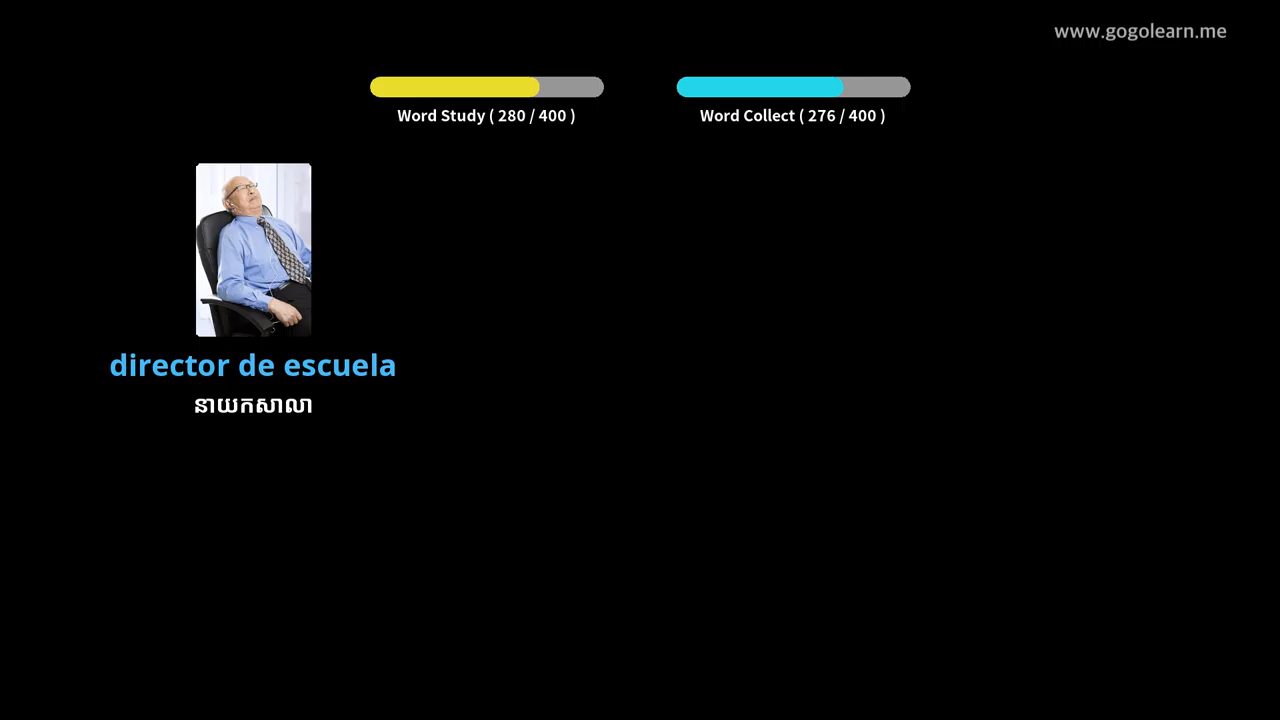 www.gogolearn.me
Word Study ( 280 / 400 )
Word Collect ( 276 / 400 )
director de escuela
នាយកសាលា